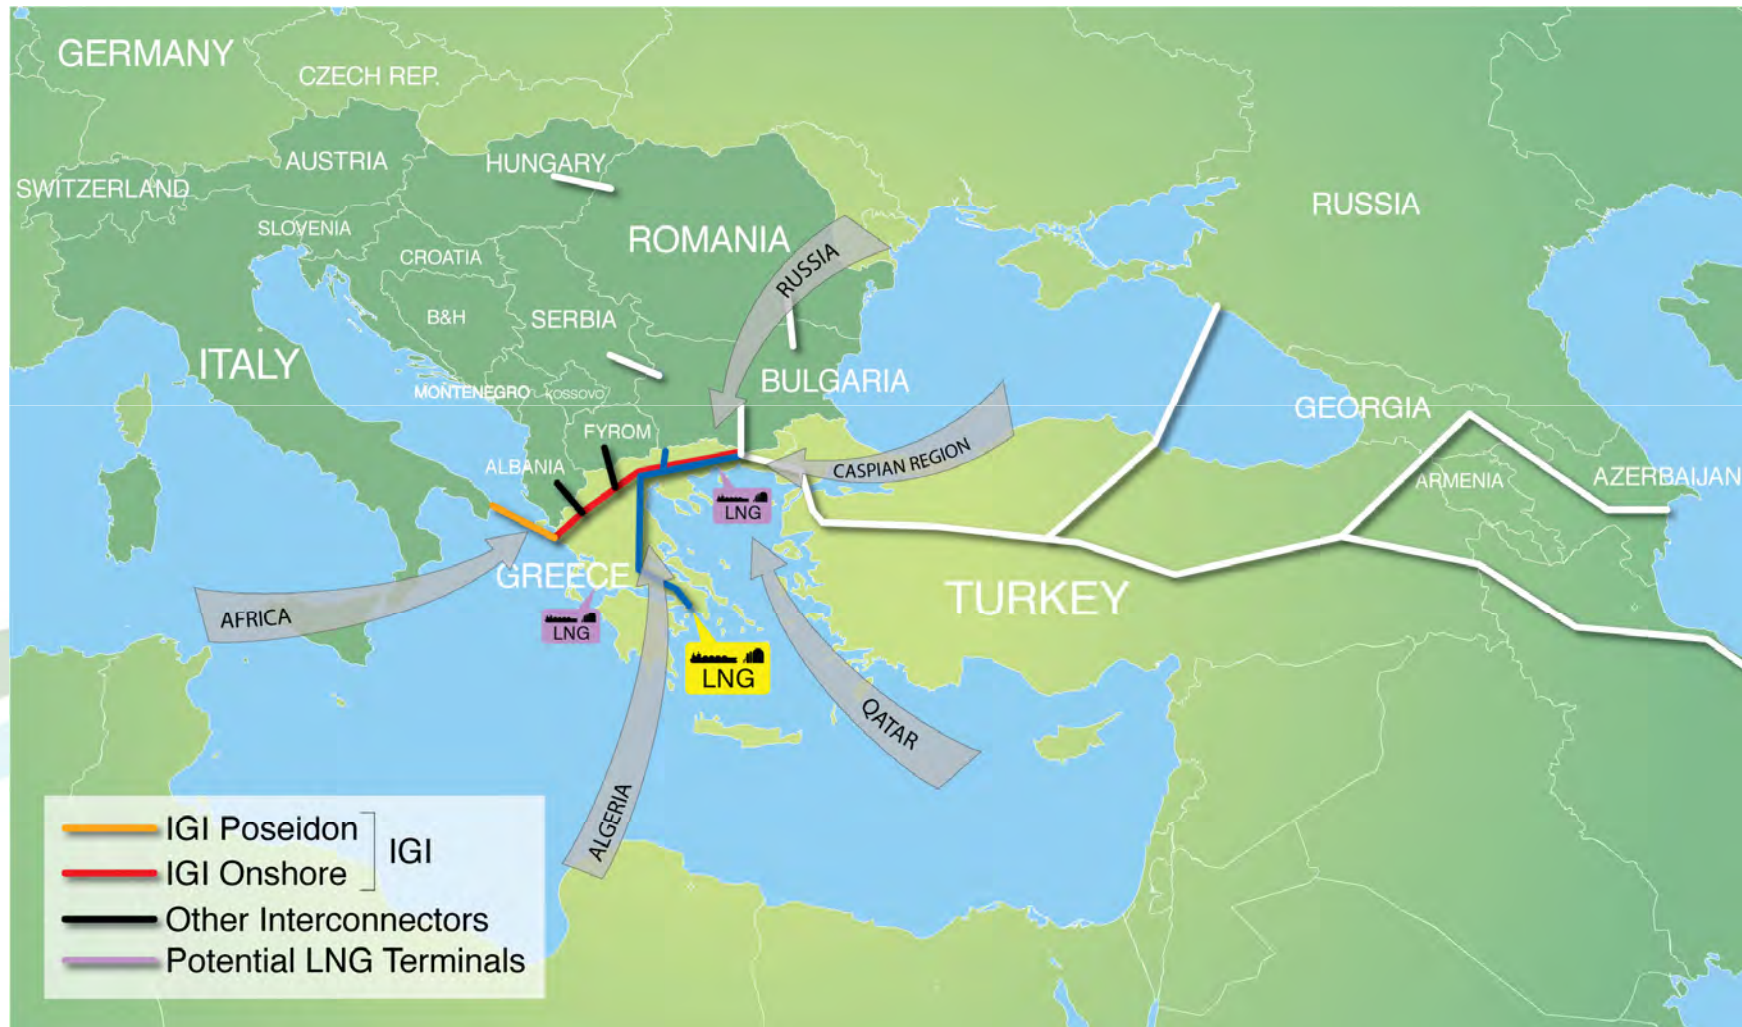 GERMANY
CZECH REP.
AUSTRIA
HUNGARY
SWITZERLAND
SLOVENIA
ROMANIA
RUSSIA
CROATIA
RUSSIA
B&H
SERBIA
ITALY
BULGARIA
MONTENEGRO
KOSSOVO
GEORGIA
FYROM
ALBANIA
CASPIAN REGION
ARMENIA
AZERBAIJAN
LNG
GREECE
TURKEY
AFRICA
LNG
LNG
QATAR
ALGERIA
IGI Poseidon
IGI Onshore
IGI
Other Interconnectors
Potential LNG Terminals